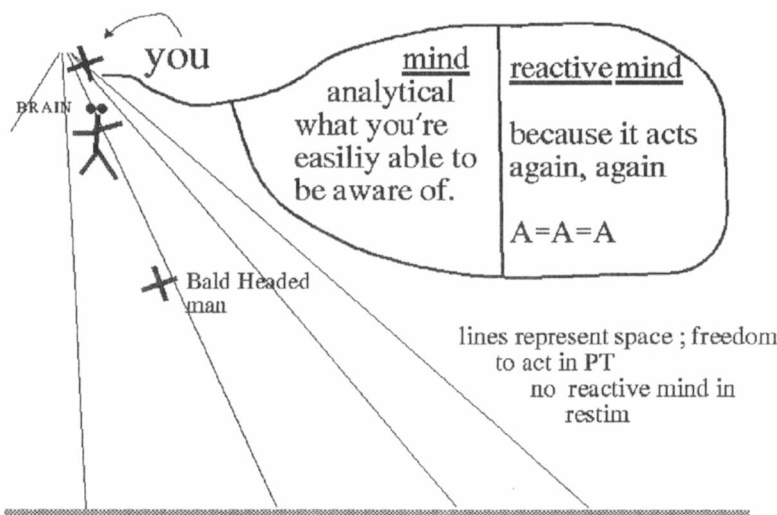 you
BRAIN
mind
analytical
what you're
easiliy able to
be aware of.
reactive mind
because it acts
again, again
A=A=A
Bald Headed
man
lines represent space ; freedom
to act in PT
no reactive mind in
restim